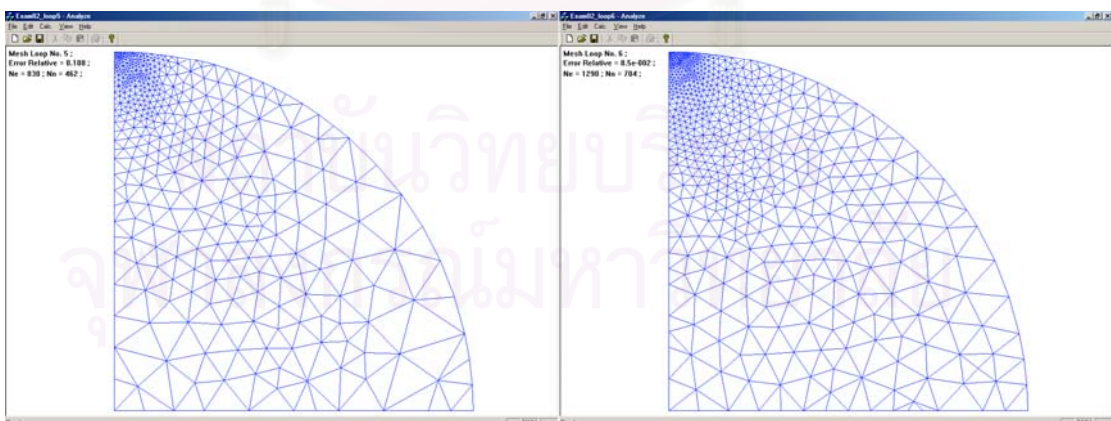 Exam02_loop5 - Analyze
File Edit Calc View Help
Mesh Loop No. 5 ;
Error Relative = 0.108 ;
Ne = 830 ; Nn = 462 ;
Exam02_loop6 - Analyze
File Edit Calc View Help
Mesh Loop No. 6 ;
Error Relative = 8.5e-002 ;
Ne = 1290 ; Nn = 704 ;